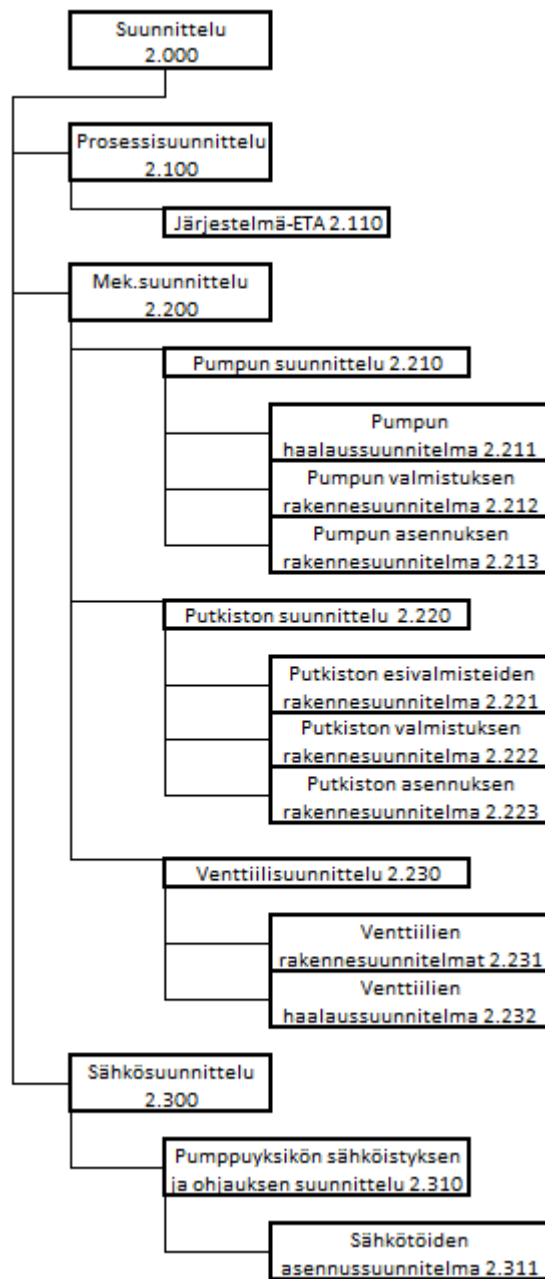 Suunnittelu
2.000
Prosessisuunnittelu
2.100
Järjestelmä-ETA 2.110
Mek.suunnittelu
2.200
Pumpun suunnittelu 2.210
Pumpun
haalaussuunnitelma 2.211
Pumpun valmistuksen
rakennesuunnitelma 2.212
Pumpun asennuksen
rakennesuunnitelma 2.213
Putkiston suunnittelu 2.220
Putkiston esivalmisteiden
rakennesuunnitelma 2.221
Putkiston valmistuksen
rakennesuunnitelma 2.222
Putkiston asennuksen
rakennesuunnitelma 2.223
Venttiilisuunnittelu 2.230
Venttiilien
rakennesuunnitelmat 2.231
Venttiilien
haalaussuunnitelma 2.232
Sähkösuunnittelu
2.300
Pumppuyksikön sähköistyksen
ja ohjauksen suunnittelu 2.310
Sähkötöiden
asennussuunnitelma 2.311